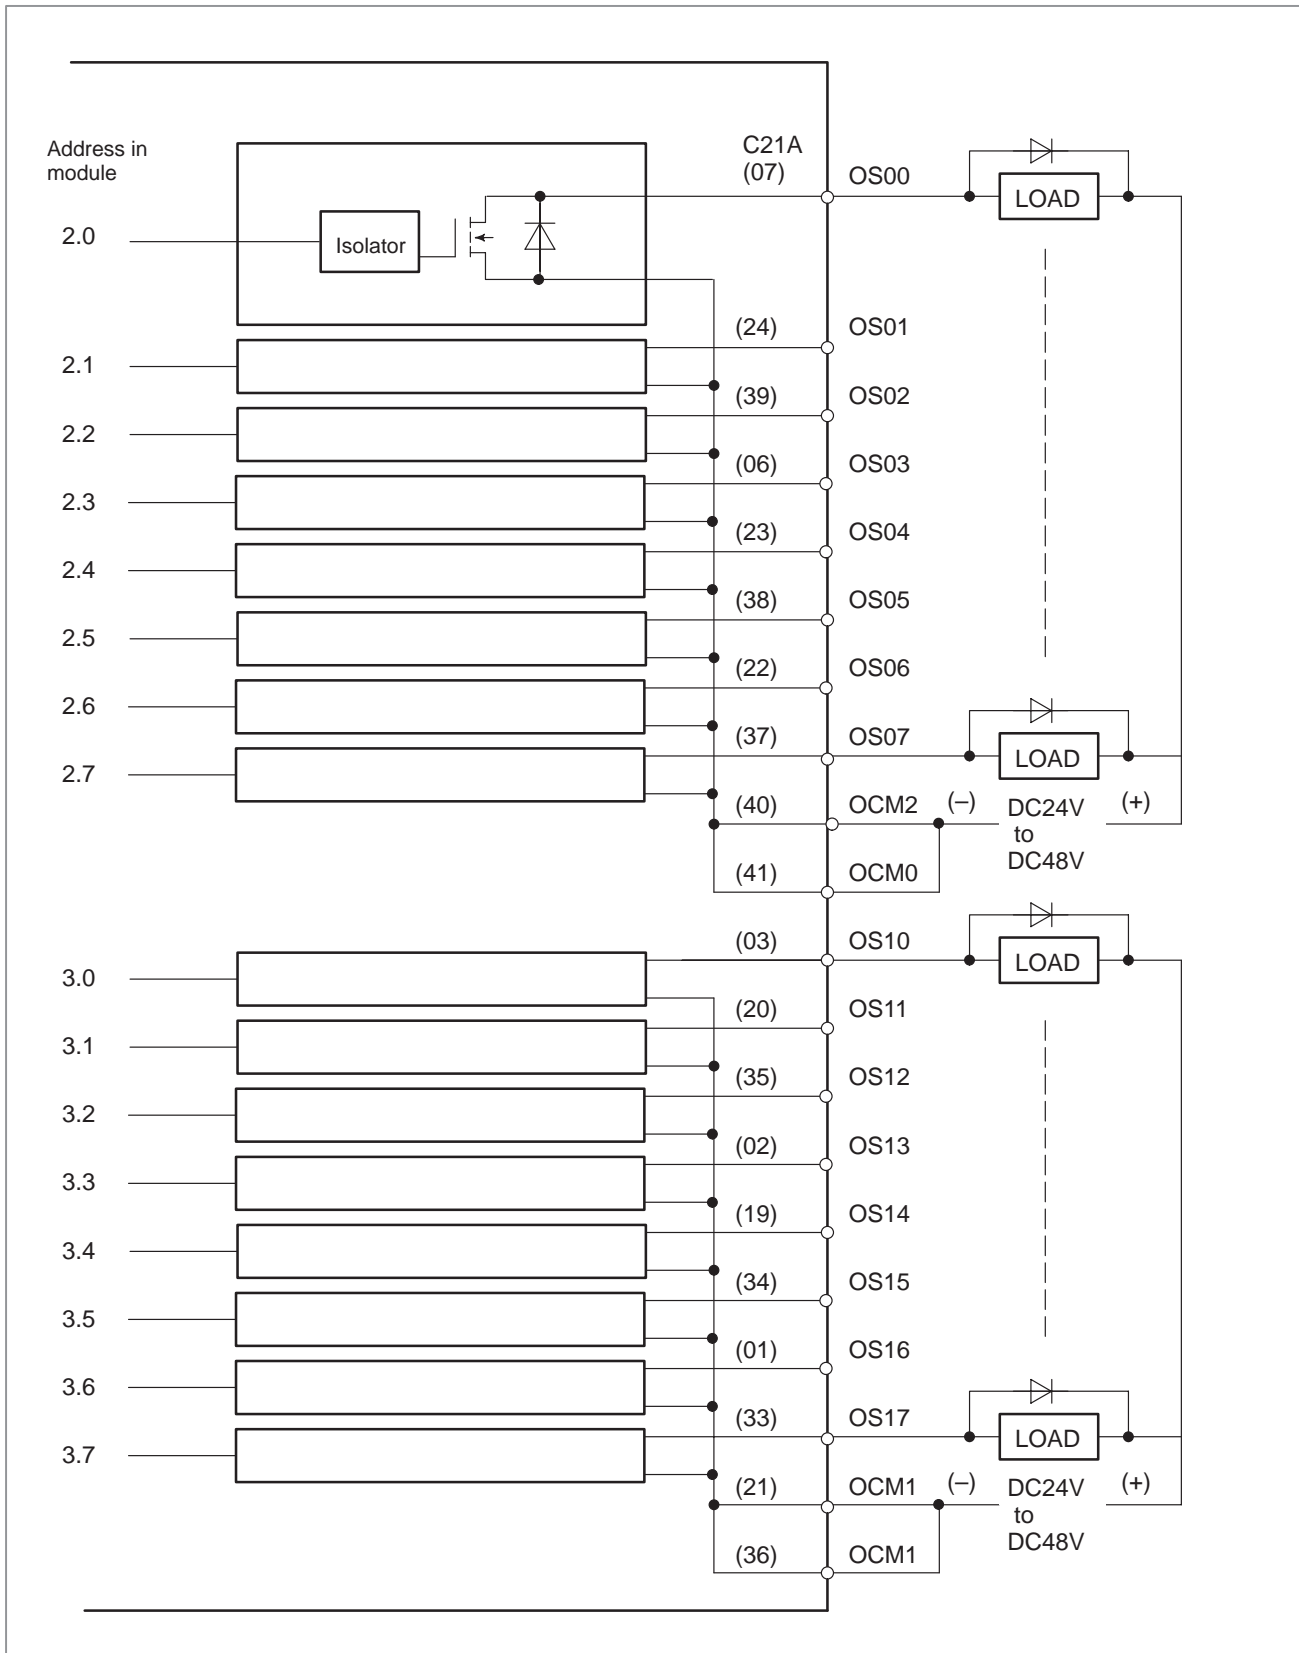 Address in
module
C21A
(07)
OS00
LOAD
2.0
Isolator
(24)
OS01
2.1
(39)
OS02
2.2
(06)
OS03
2.3
(23)
OS04
2.4
(38)
OS05
2.5
(22)
OS06
2.6
(37)
OS07
LOAD
2.7
(40)
OCM2
(–)
DC24V
to
DC48V
(+)
(41)
OCM0
(03)
OS10
LOAD
3.0
(20)
OS11
3.1
(35)
OS12
3.2
(02)
OS13
3.3
(19)
OS14
3.4
(34)
OS15
3.5
(01)
OS16
3.6
(33)
OS17
LOAD
3.7
(21)
OCM1
(–)
DC24V
to
DC48V
(+)
(36)
OCM1